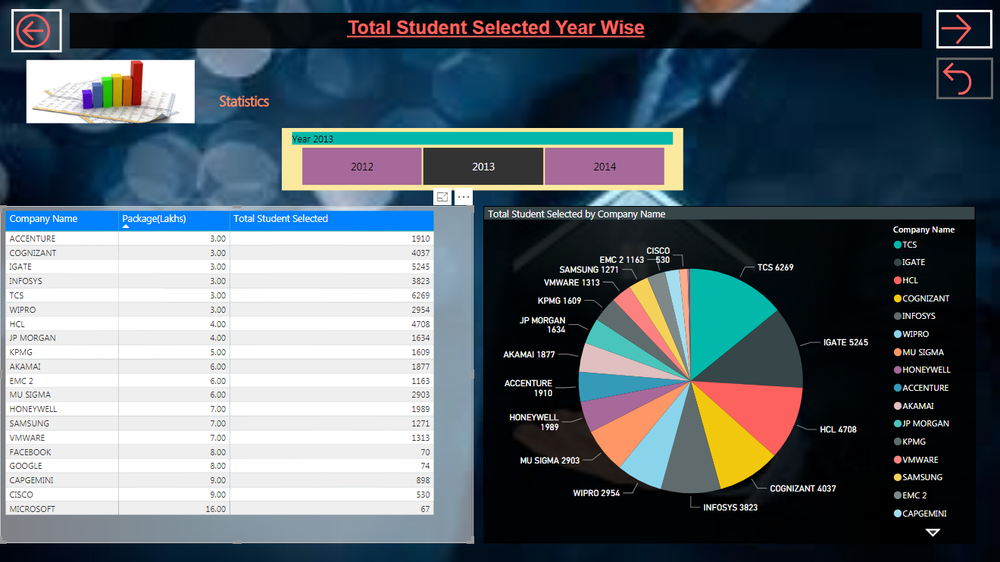 Total Student Selected Year Wise
Statistics
Year 2013
2012 2013 2014
Company Name Package(Lakhs) Total Student Selected
ACCENTURE 3.00 1910
COGNIZANT 3.00 4037
IGATE 3.00 5245
INFOSYS 3.00 3823
TCS 3.00 6269
WIPRO 3.00 2954
HCL 4.00 4708
JP MORGAN 4.00 1634
KPMG 5.00 1609
AKAMAI 6.00 1877
EMC 2 6.00 1163
MU SIGMA 6.00 2903
HONEYWELL 7.00 1989
SAMSUNG 7.00 1271
VMWARE 7.00 1313
FACEBOOK 8.00 70
GOOGLE 8.00 74
CAPGEMINI 9.00 898
CISCO 9.00 530
MICROSOFT 16.00 67
Total Student Selected by Company Name
CISCO
530
EMC 2 1163
SAMSUNG 1271
VMWARE 1313
KPMG 1609
JP MORGAN
1634
AKAMAI 1877
ACCENTURE
1910
HONEYWELL
1989
MU SIGMA 2903
WIPRO 2954
INFOSYS 3823
COGNIZANT 4037
HCL 4708
IGATE 5245
TCS 6269
Company Name
TCS
IGATE
HCL
COGNIZANT
INFOSYS
WIPRO
MU SIGMA
HONEYWELL
ACCENTURE
AKAMAI
JP MORGAN
KPMG
VMWARE
SAMSUNG
EMC 2
CAPGEMINI